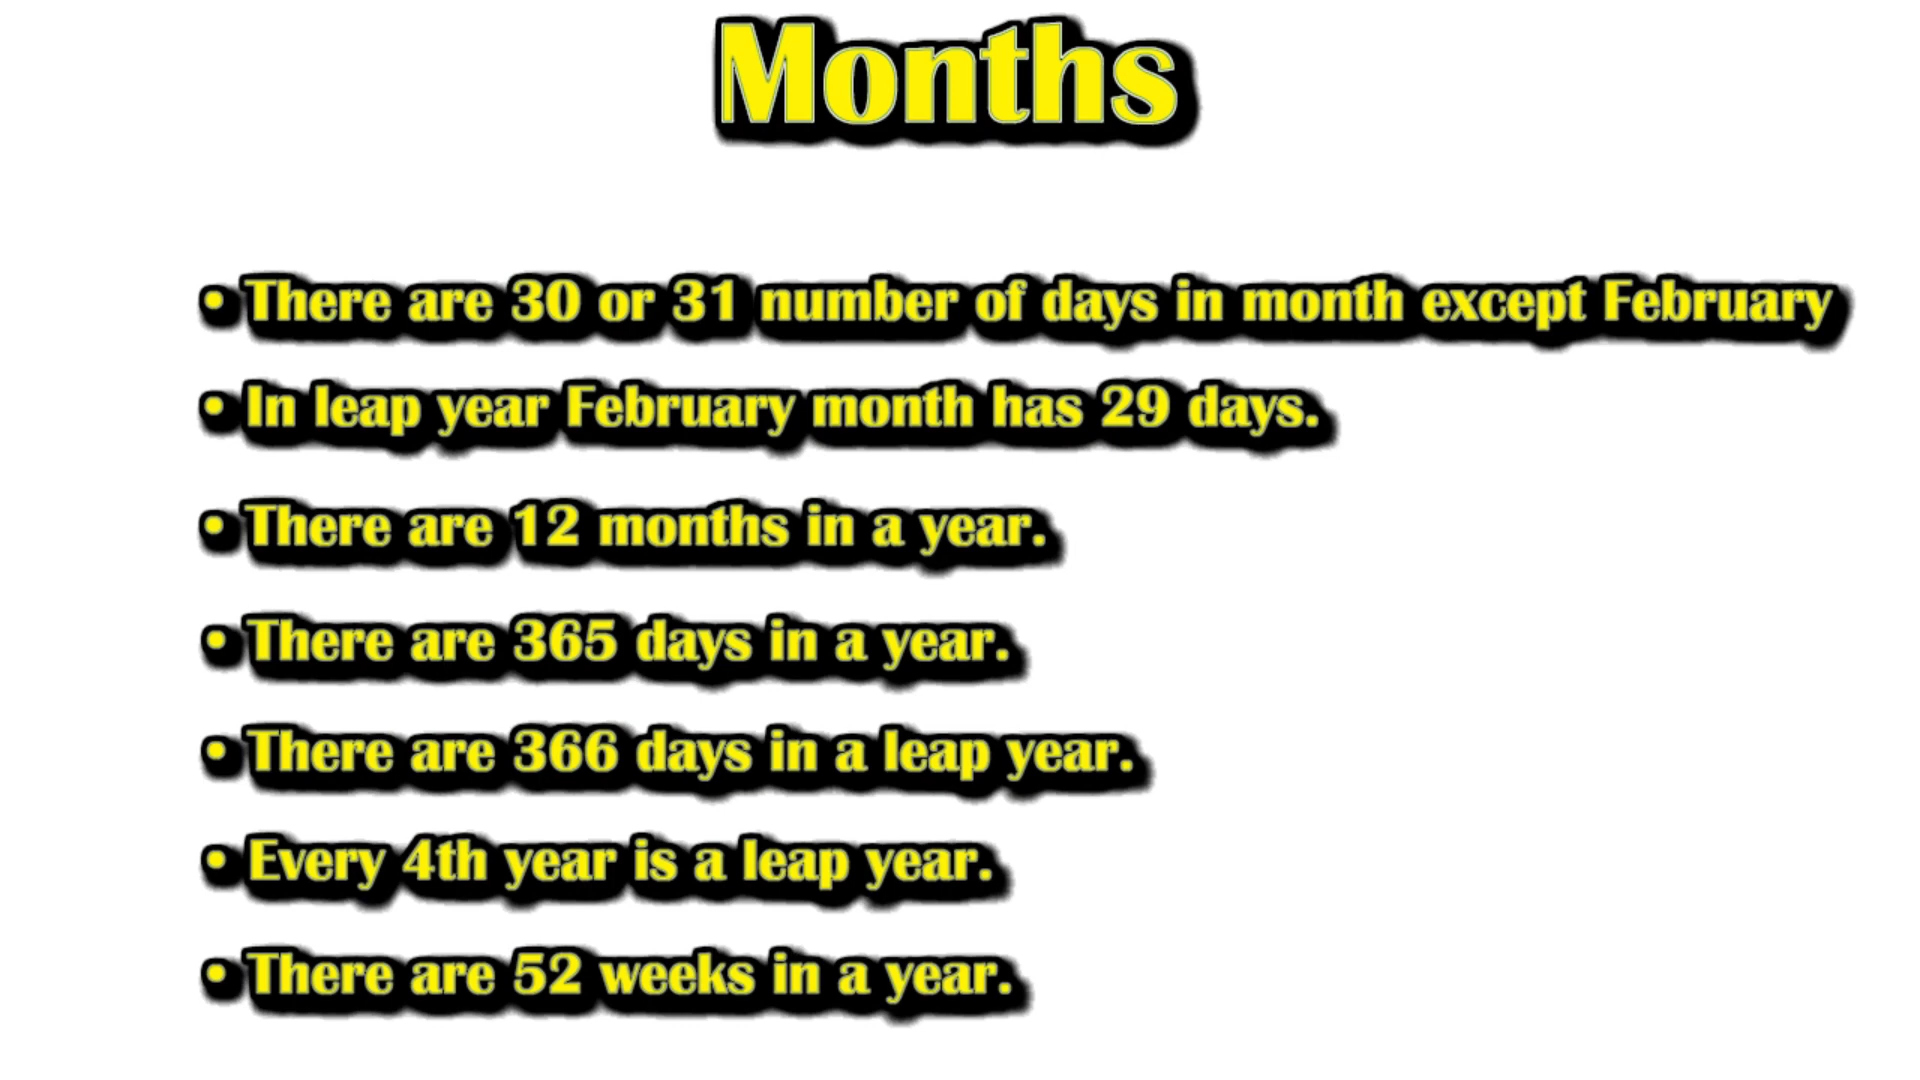 Months
• There are 30 or 31 number of days in month except February
• In leap year February month has 29 days.
• There are 12 months in a year.
• There are 365 days in a year.
• There are 366 days in a leap year.
• Every 4th year is a leap year.
• There are 52 weeks in a year.